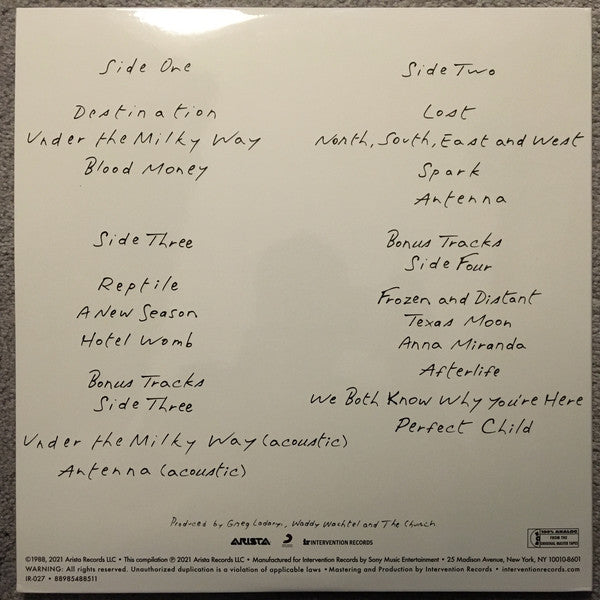 Side One
Destination
Under the Milky Way
Blood Money
Side Two
Lost
North, South, East and West
Spark
Antenna
Side Three
Reptile
A New Season
Hotel Womb
Bonus Tracks
Side Three
Under the Milky Way (acoustic)
Antenna (acoustic)
Bonus Tracks
Side Four
Frozen and Distant
Texas Moon
Anna Miranda
Afterlife
We Both Know Why You're Here
Perfect Child
Produced by Greg Ladanyi, Waddy Wachtel and The Church
ARISTA
INTERVENTION RECORDS
100% ANALOG
FROM THE
ORIGINAL MASTER TAPES
©1988, 2021 Arista Records LLC • This compilation ℗ 2021 Arista Records LLC • Manufactured for Intervention Records by Sony Music Entertainment • 25 Madison Avenue, New York, NY 10010-8601
WARNING: All rights reserved. Unauthorized duplication is a violation of applicable laws • Mastering and Production by Intervention Records • interventionrecords.com
IR-027 • 88985488511